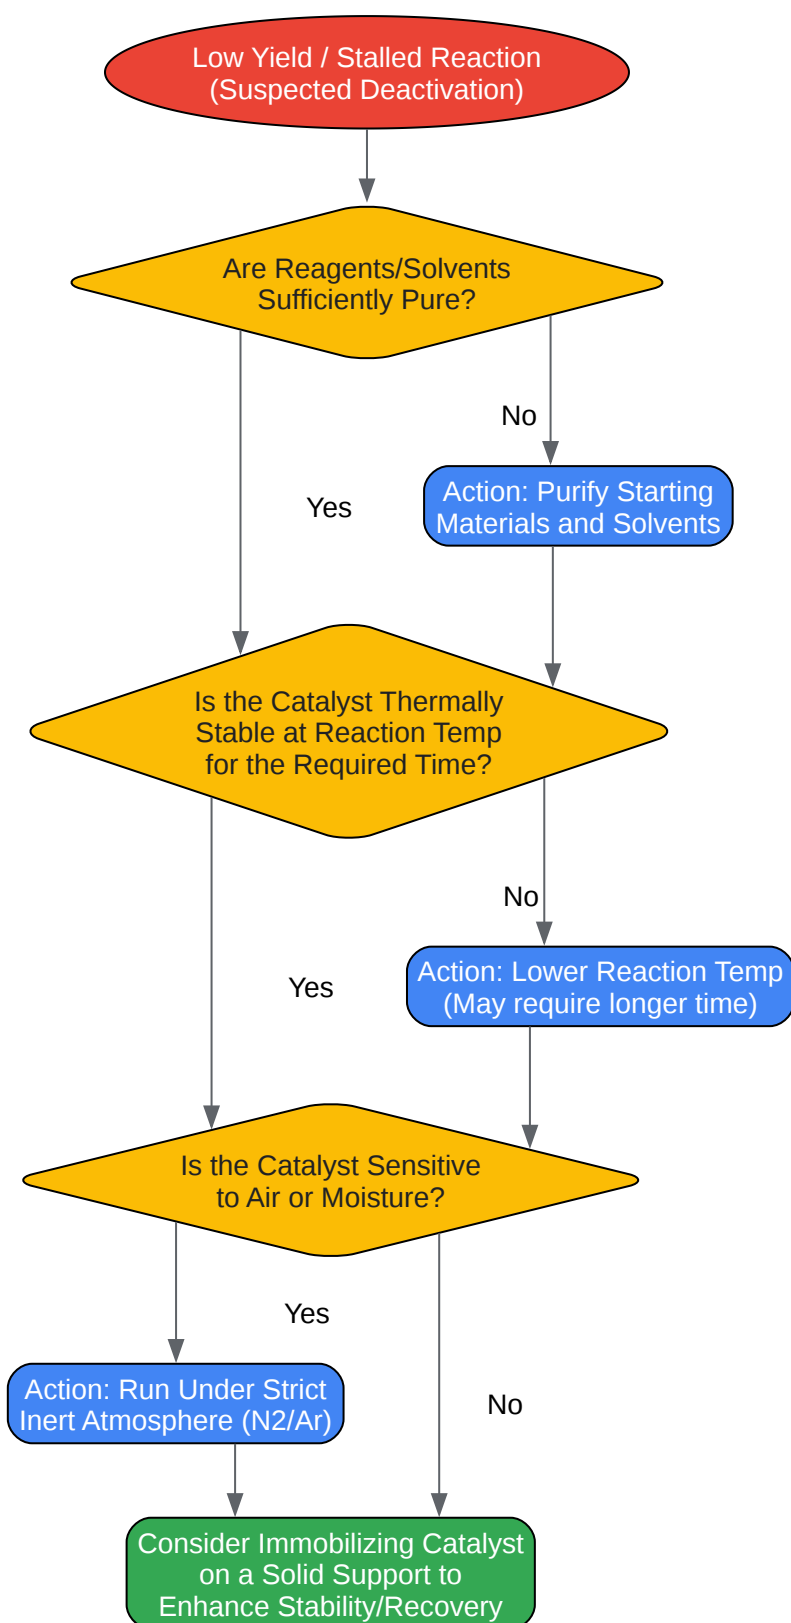 Low Yield / Stalled Reaction
(Suspected Deactivation)
Are Reagents/Solvents
Sufficiently Pure?
No
Yes
Action: Purify Starting
Materials and Solvents
Is the Catalyst Thermally
Stable at Reaction Temp
for the Required Time?
No
Yes
Action: Lower Reaction Temp
(May require longer time)
Is the Catalyst Sensitive
to Air or Moisture?
Yes
Action: Run Under Strict
Inert Atmosphere (N2/Ar)
No
Consider Immobilizing Catalyst
on a Solid Support to
Enhance Stability/Recovery